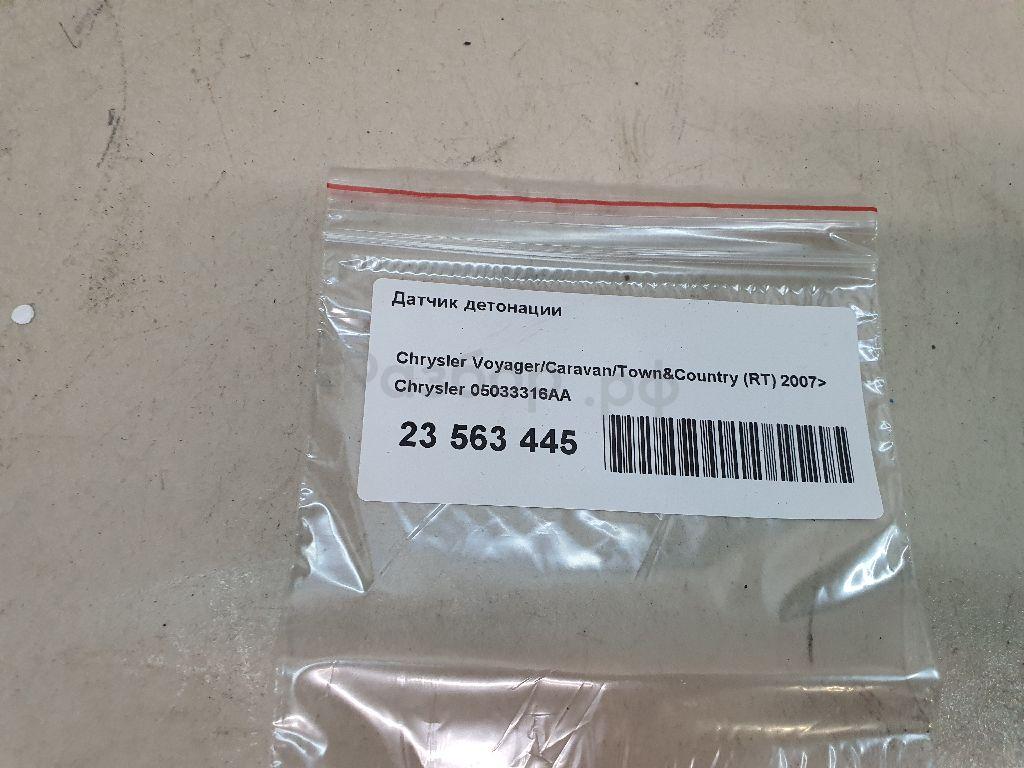 Датчик детонации
Chrysler Voyager/Caravan/Town&Country (RT) 2007>
Chrysler 05033316AA
23 563 445